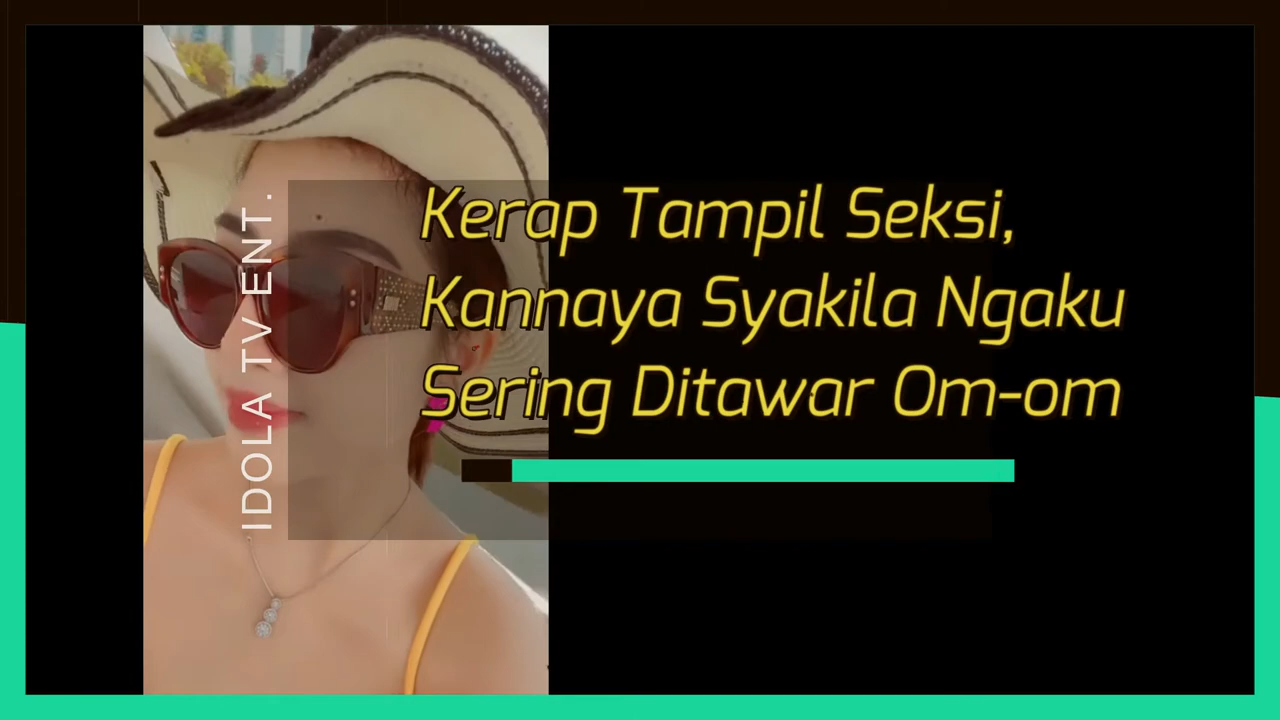 IDOLA TV ENT.
Kerap Tampil Seksi,
Kannaya Syakila Ngaku
Sering Ditawar Om-om